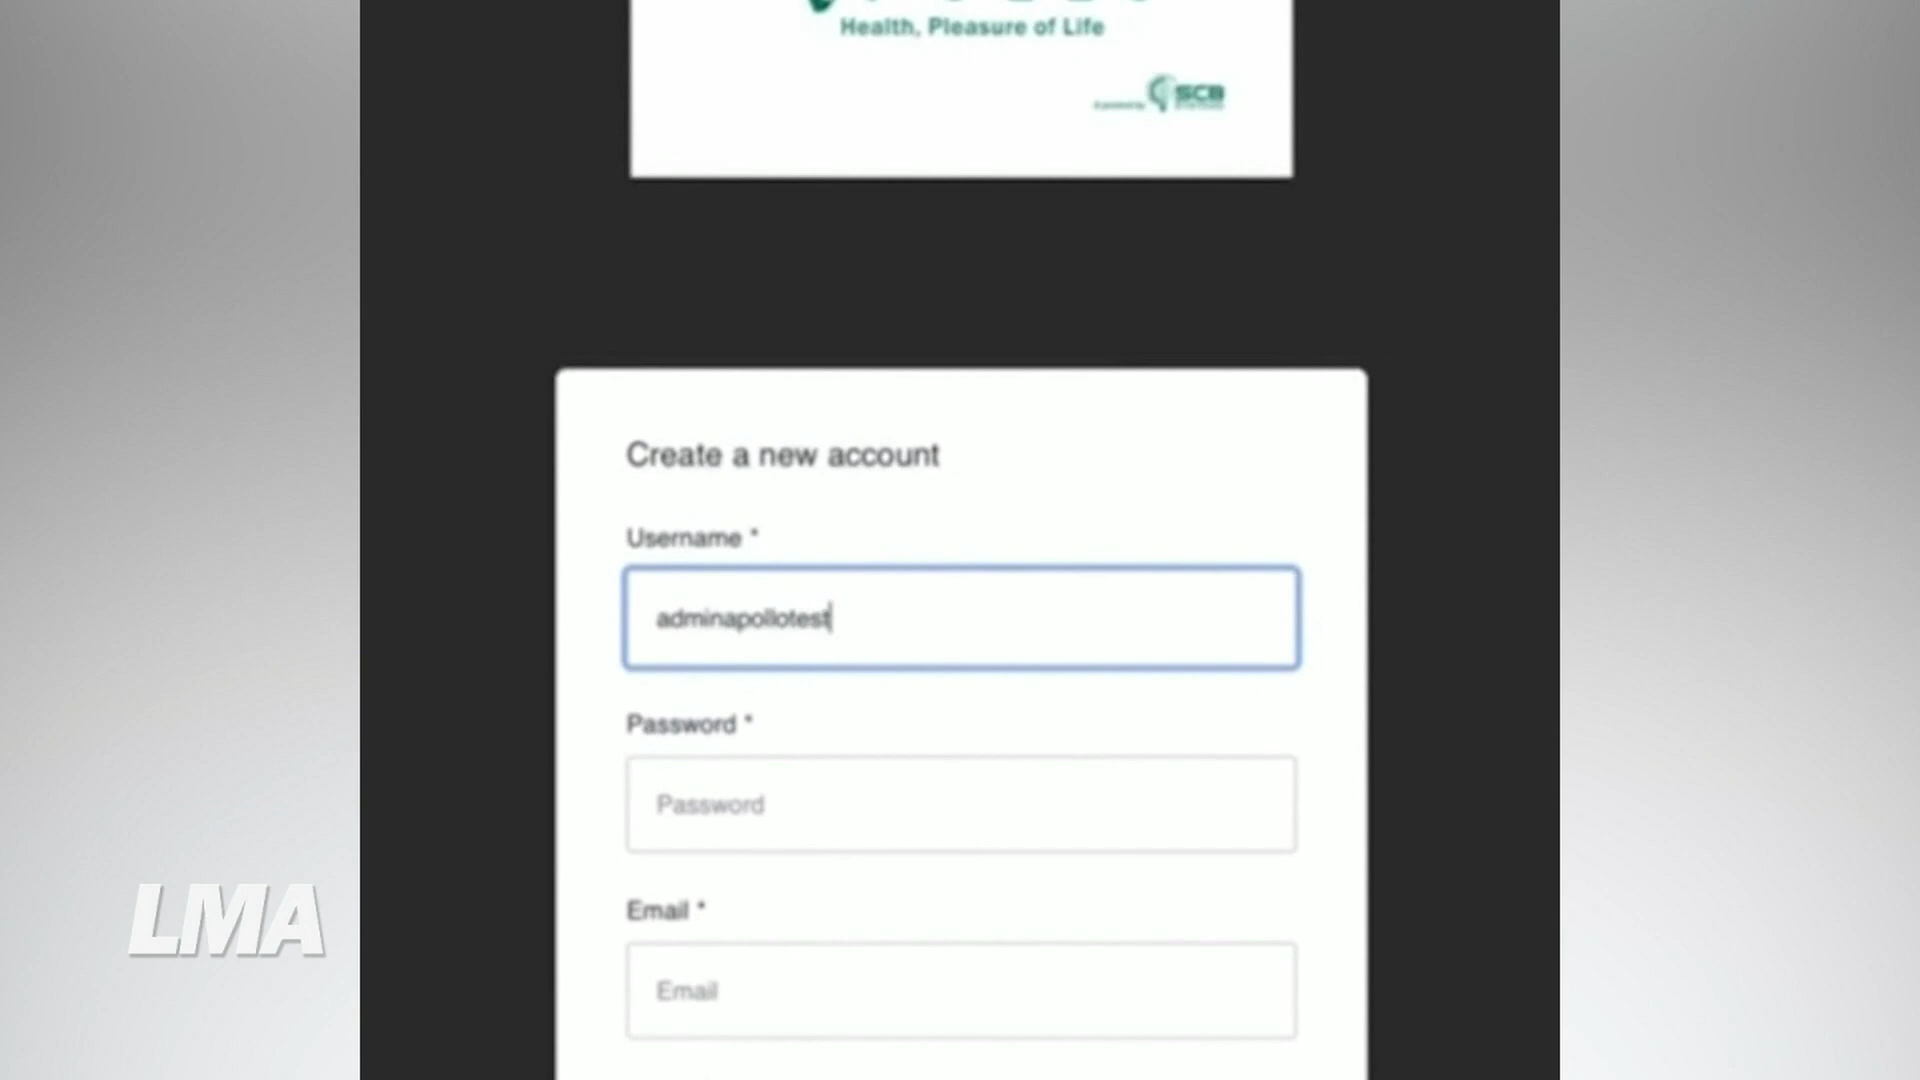 Health, Pleasure of Life
SCB
Create a new account
Username *
adminapollotest
Password *
Password
Email *
Email
LMA